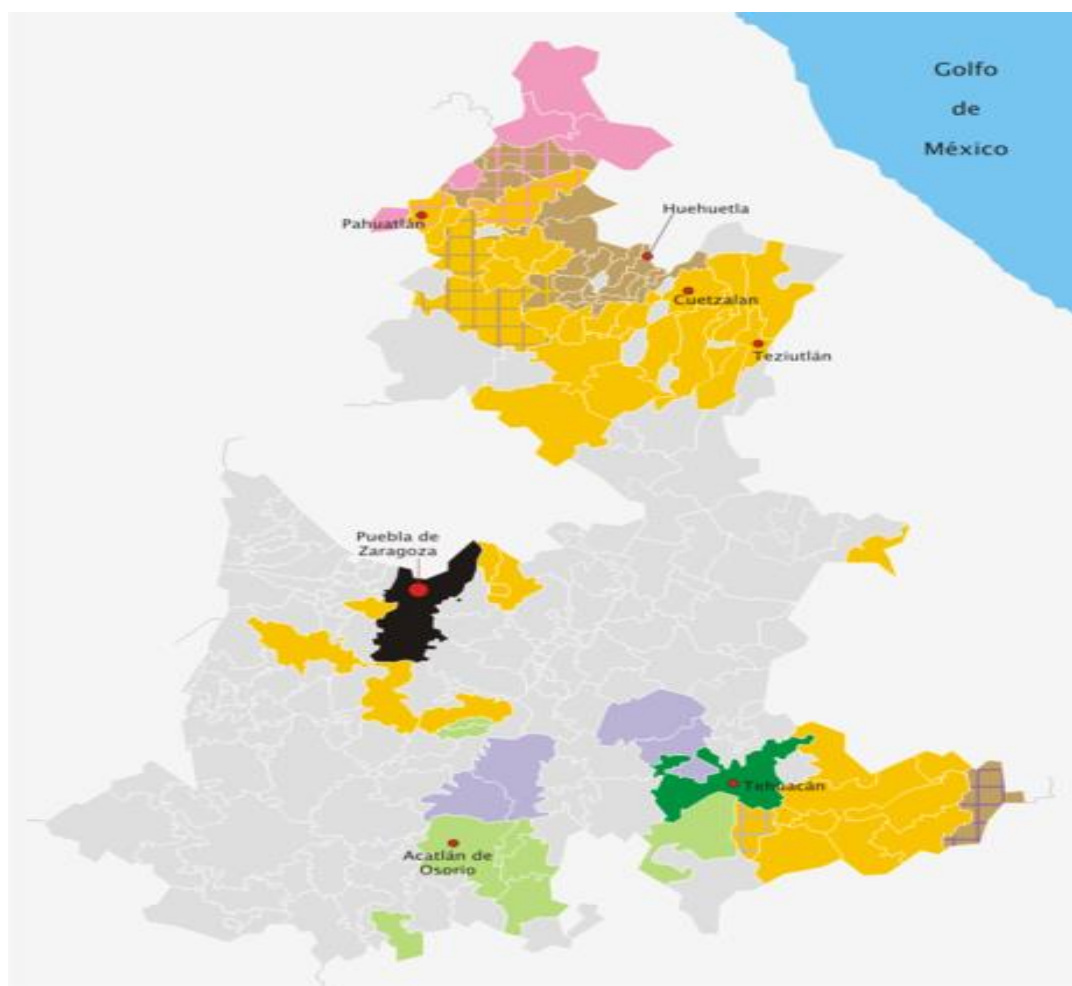 Golfo
de
México
Huehuetla
Pahuatlán
Cuetzalan
Teziutlán
Puebla de
Zaragoza
Tehuacán
Acatlán de
Osorio